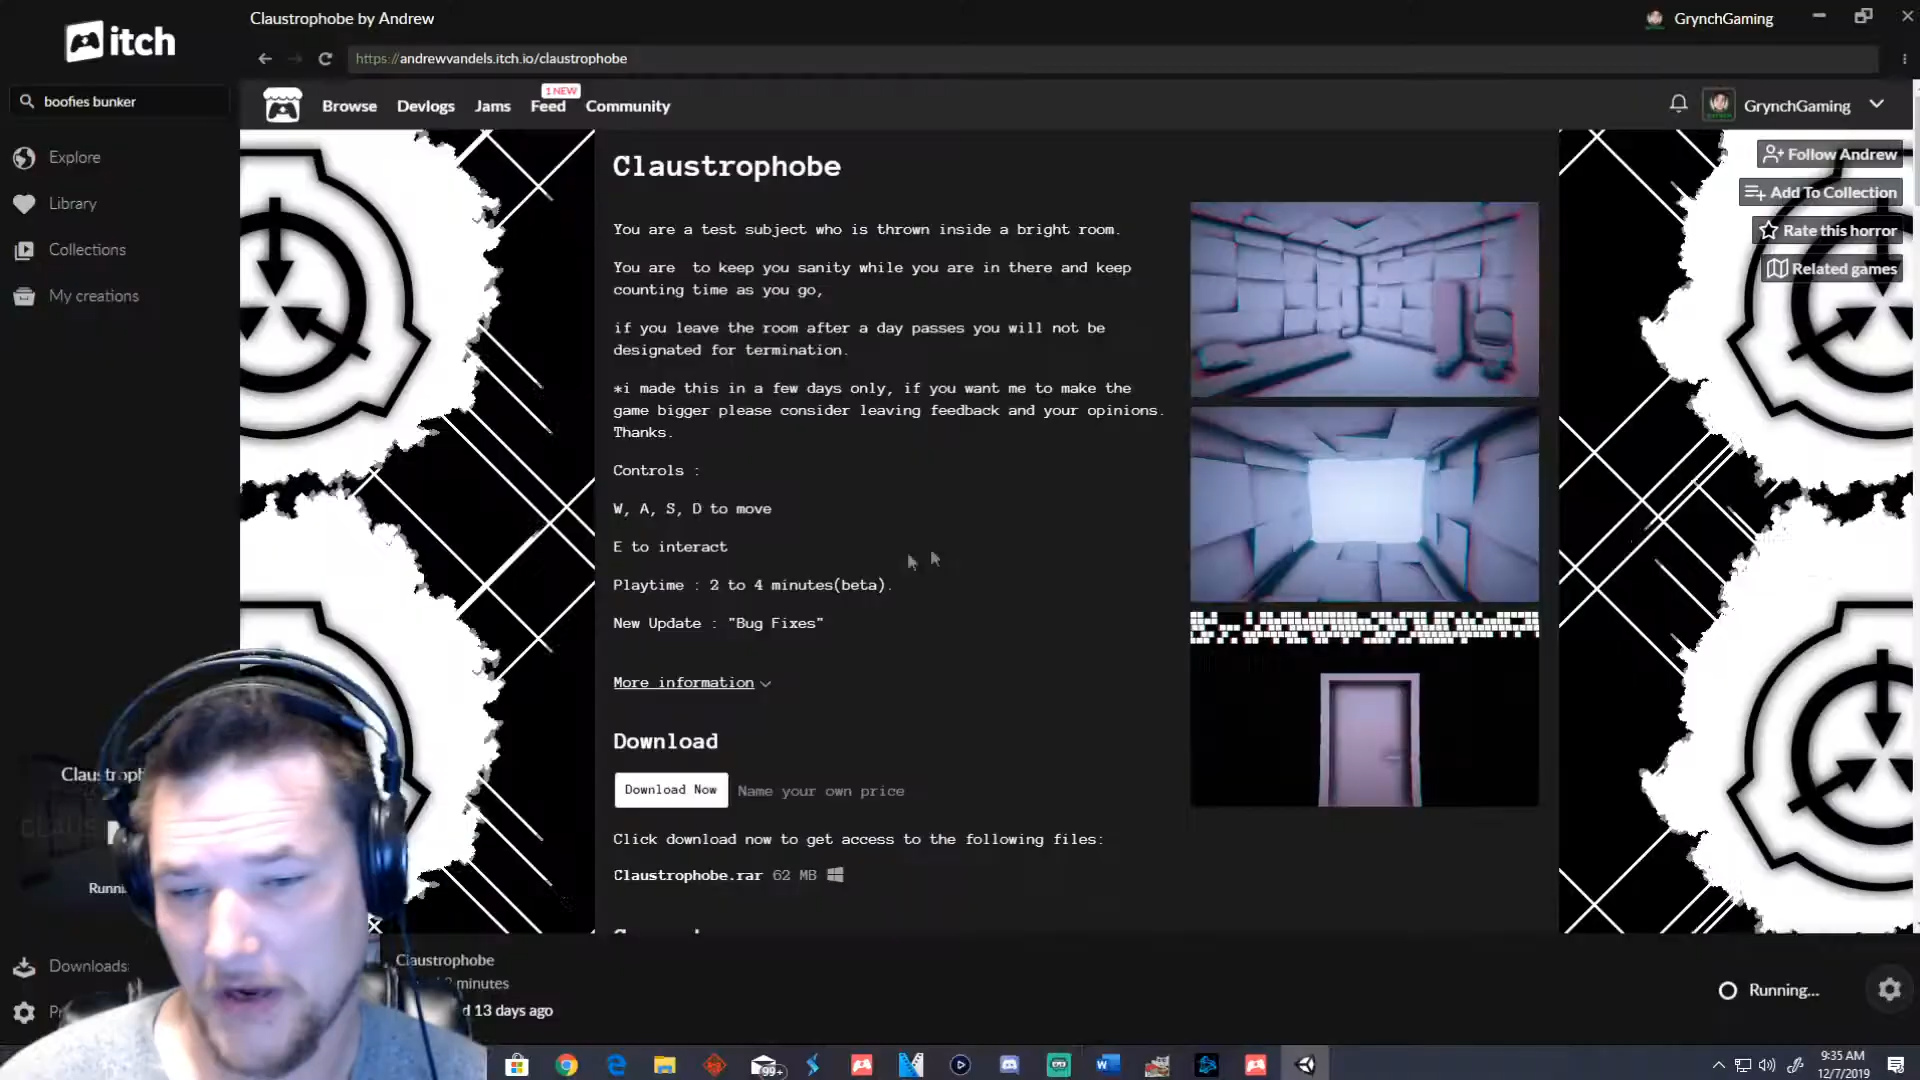 Claustrophobe by Andrew
GrynchGaming
itch
https://andrewvandels.itch.io/claustrophobe
boofies bunker
Browse
Devlogs
Jams
1 NEW
Feed
Community
GrynchGaming
Explore
Library
Collections
My creations
Follow Andrew
Add To Collection
Rate this horror
Related games
Claustrophobe
You are a test subject who is thrown inside a bright room.
You are  to keep you sanity while you are in there and keep
counting time as you go,
if you leave the room after a day passes you will not be
designated for termination.
*i made this in a few days only, if you want me to make the
game bigger please consider leaving feedback and your opinions.
Thanks.
Controls :
W, A, S, D to move
E to interact
Playtime : 2 to 4 minutes(beta).
New Update : "Bug Fixes"
More information
Download
Download Now
Name your own price
Click download now to get access to the following files:
Claustrophobe.rar 62 MB
Claustroph
Runni
Downloads
Claustrophobe
2 minutes
d 13 days ago
Running...
99+
9:35 AM
12/7/2019